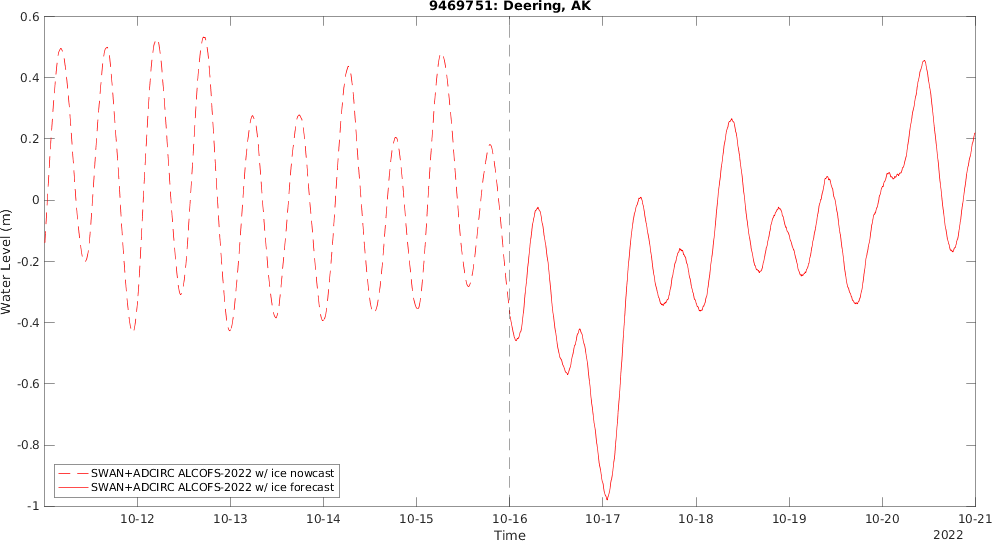 9469751: Deering, AK
0.6
0.4
0.2
0
-0.2
-0.4
-0.6
-0.8
-1
Water Level (m)
SWAN+ADCIRC ALCOFS-2022 w/ ice nowcast
SWAN+ADCIRC ALCOFS-2022 w/ ice forecast
10-12 10-13 10-14 10-15 10-16 10-17 10-18 10-19 10-20 10-21
Time
2022